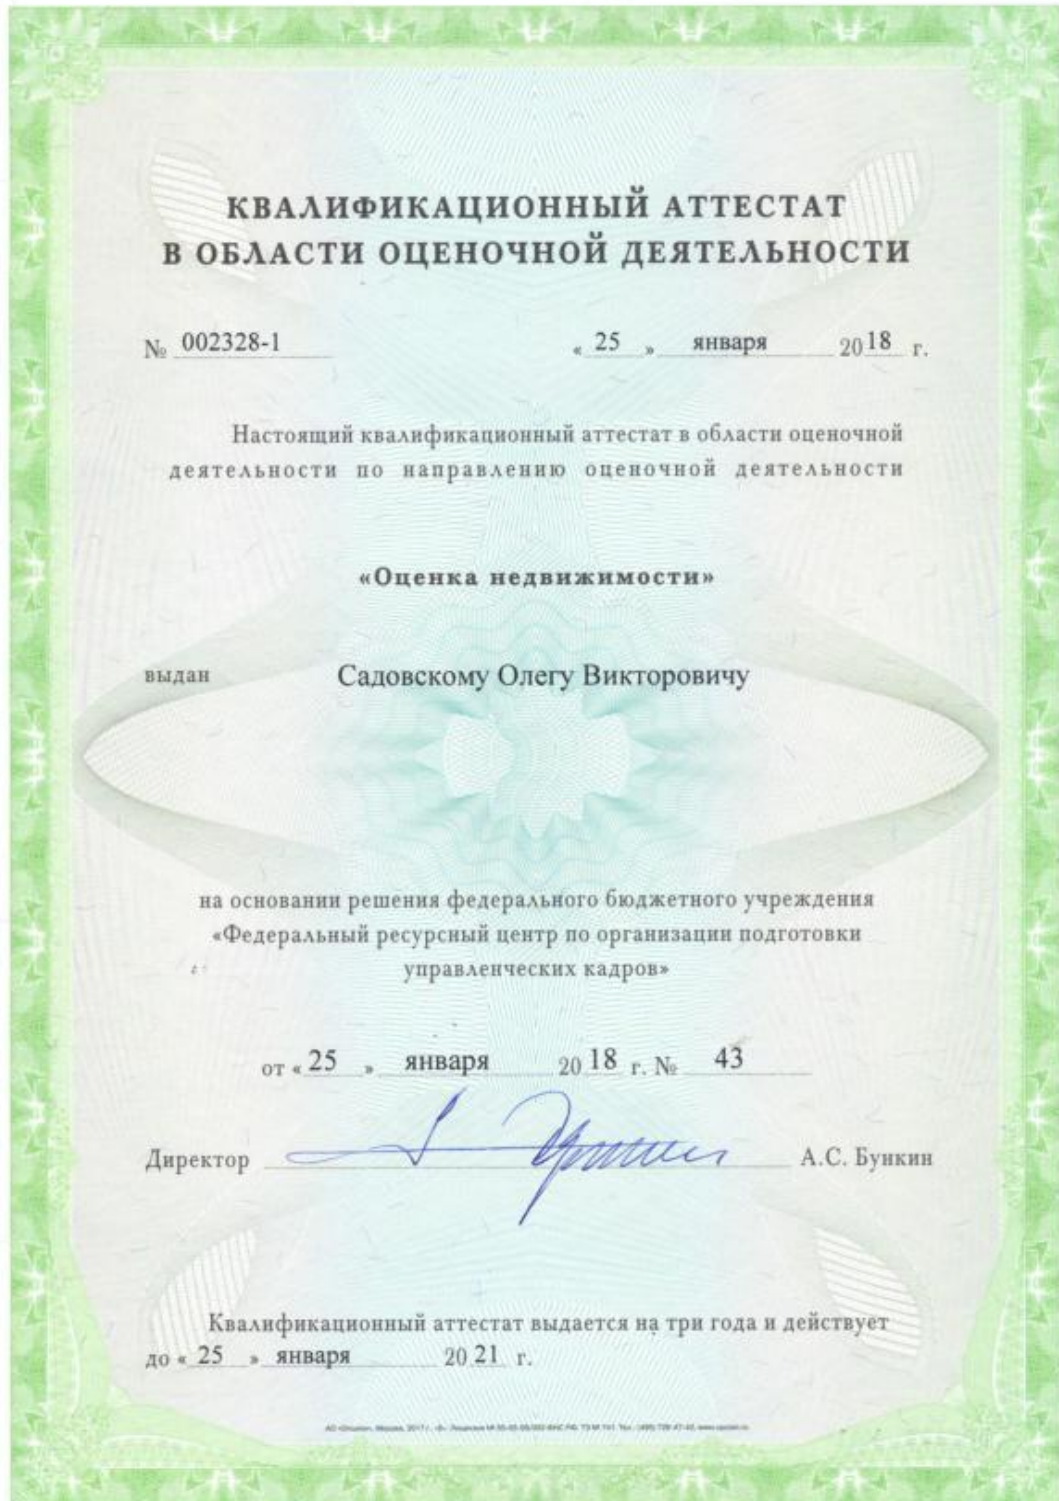 КВАЛИФИКАЦИОННЫЙ АТТЕСТАТ
В ОБЛАСТИ ОЦЕНОЧНОЙ ДЕЯТЕЛЬНОСТИ
№ 002328-1 « 25 » января 2018 г.
Настоящий квалификационный аттестат в области оценочной
деятельности по направлению оценочной деятельности
«Оценка недвижимости»
выдан Садовскому Олегу Викторовичу
на основании решения федерального бюджетного учреждения
«Федеральный ресурсный центр по организации подготовки
управленческих кадров»
от « 25 » января 2018 г. № 43
Директор А.С. Бункин
Квалификационный аттестат выдается на три года и действует
до « 25 » января 2021 г.